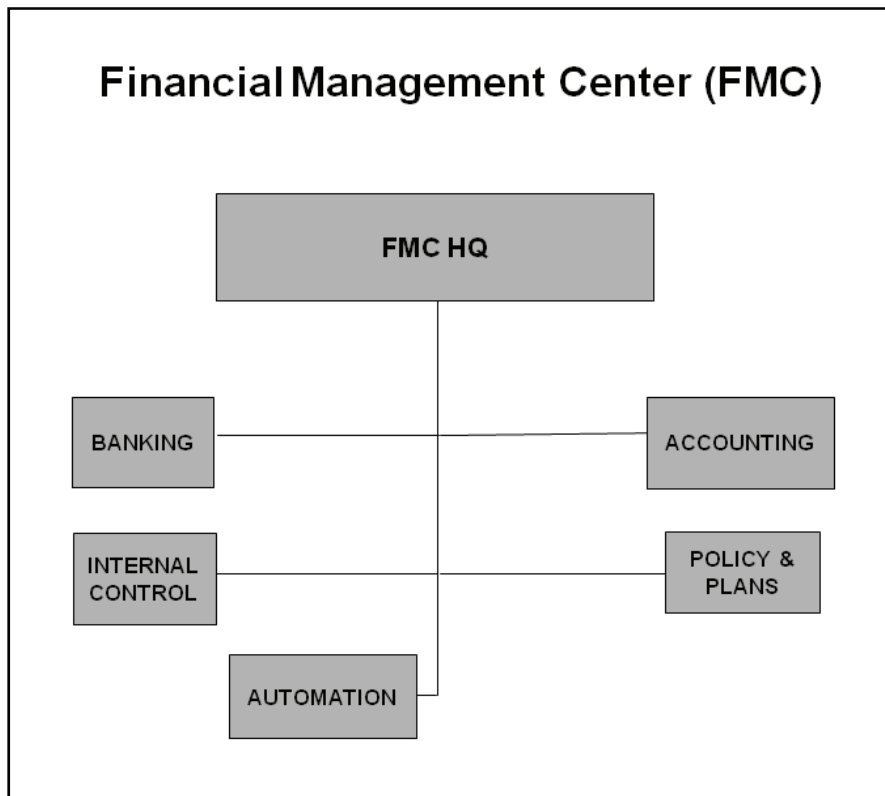 Financial Management Center (FMC)
FMC HQ
BANKING
ACCOUNTING
INTERNAL
CONTROL
POLICY &
PLANS
AUTOMATION